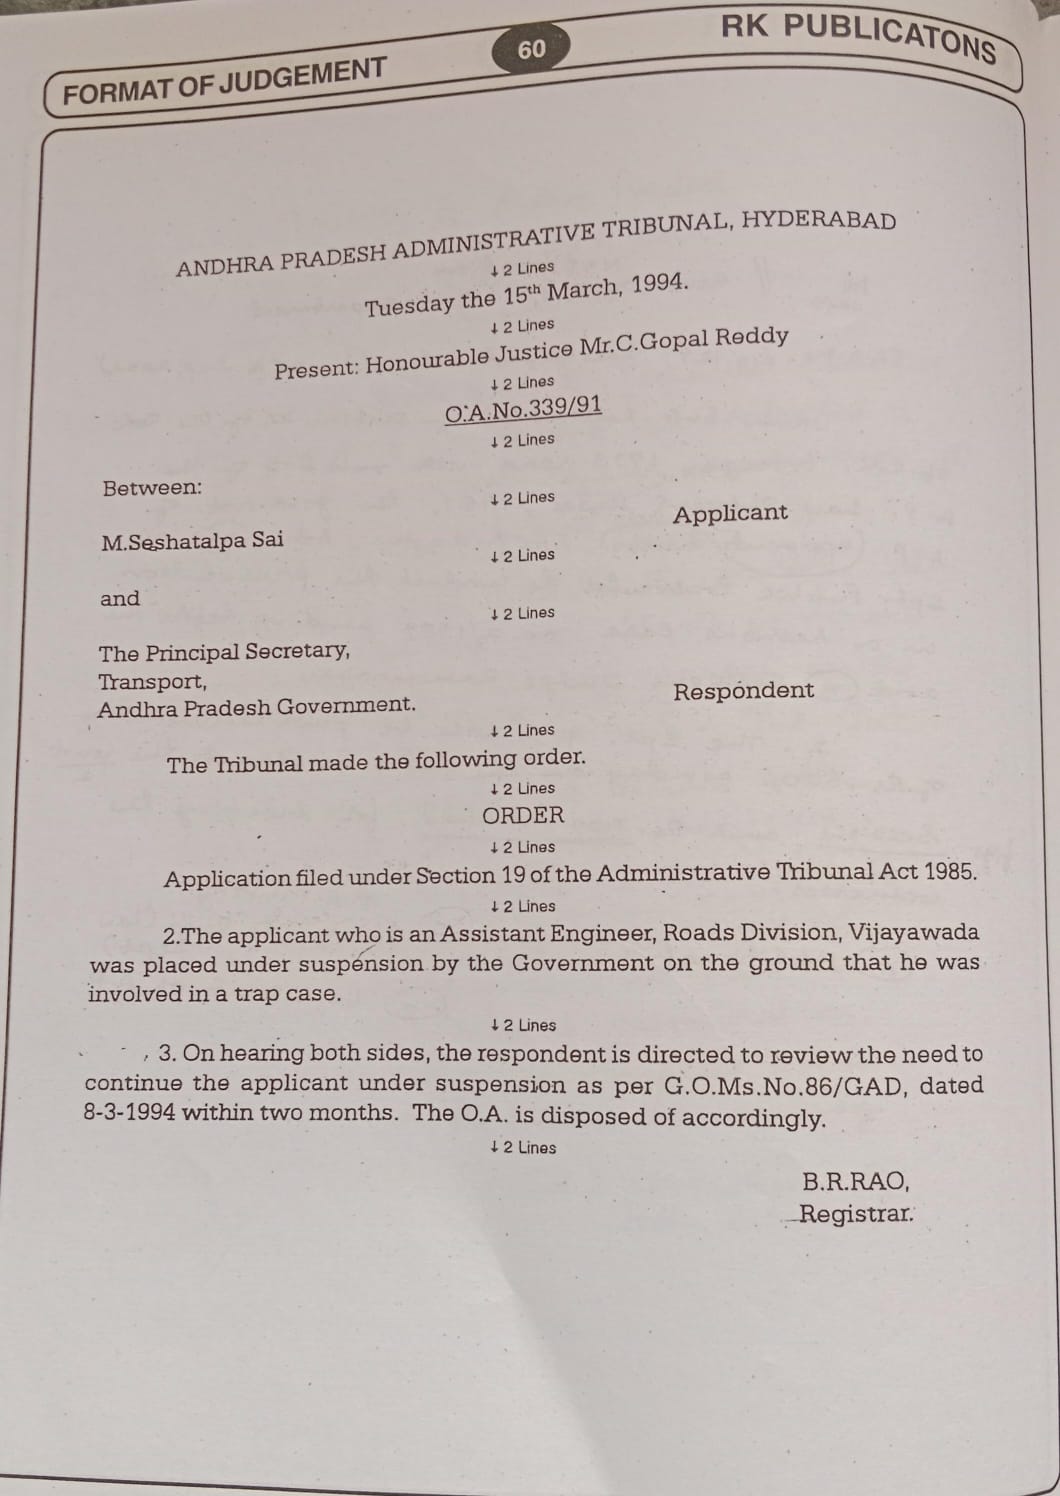 FORMAT OF JUDGEMENT
60
RK PUBLICATONS
ANDHRA PRADESH ADMINISTRATIVE TRIBUNAL, HYDERABAD
↓ 2 Lines
Tuesday the 15th March, 1994.
↓ 2 Lines
Present: Honourable Justice Mr.C.Gopal Reddy
↓ 2 Lines
O.A.No.339/91
↓ 2 Lines
Between:
↓ 2 Lines
M.Seshatalpa Sai Applicant
↓ 2 Lines
and
↓ 2 Lines
The Principal Secretary,
Transport,
Andhra Pradesh Government. Respondent
↓ 2 Lines
The Tribunal made the following order.
↓ 2 Lines
ORDER
↓ 2 Lines
Application filed under Section 19 of the Administrative Tribunal Act 1985.
↓ 2 Lines
2.The applicant who is an Assistant Engineer, Roads Division, Vijayawada
was placed under suspension by the Government on the ground that he was
involved in a trap case.
↓ 2 Lines
3. On hearing both sides, the respondent is directed to review the need to
continue the applicant under suspension as per G.O.Ms.No.86/GAD, dated
8-3-1994 within two months. The O.A. is disposed of accordingly.
↓ 2 Lines
B.R.RAO,
Registrar.